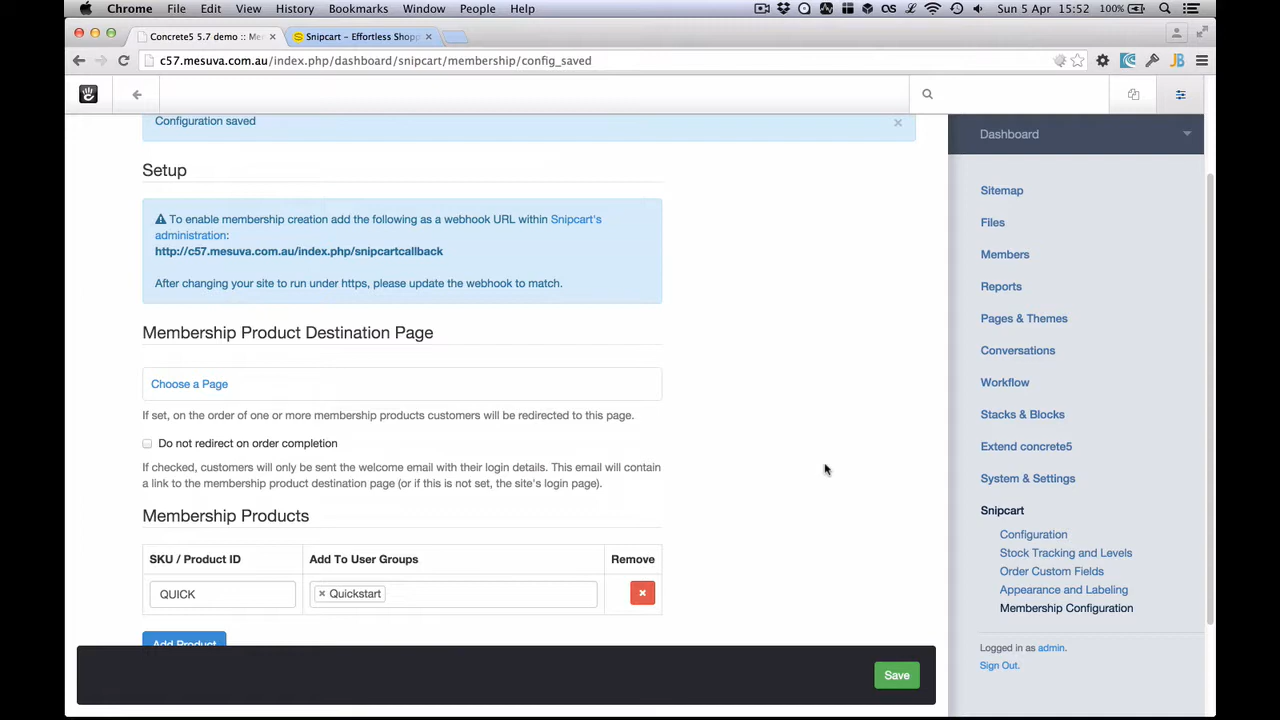 Chrome File Edit View History Bookmarks Window People Help
Sun 5 Apr 15:52 100%
Concrete5 5.7 demo :: Me
Snipcart – Effortless Shopp
c57.mesuva.com.au/index.php/dashboard/snipcart/membership/config_saved
Configuration saved
Setup
To enable membership creation add the following as a webhook URL within Snipcart's
administration:
http://c57.mesuva.com.au/index.php/snipcartcallback
After changing your site to run under https, please update the webhook to match.
Membership Product Destination Page
Choose a Page
If set, on the order of one or more membership products customers will be redirected to this page.
Do not redirect on order completion
If checked, customers will only be sent the welcome email with their login details. This email will contain
a link to the membership product destination page (or if this is not set, the site's login page).
Membership Products
SKU / Product ID Add To User Groups Remove
QUICK × Quickstart
Add Product
Save
Dashboard
Sitemap
Files
Members
Reports
Pages & Themes
Conversations
Workflow
Stacks & Blocks
Extend concrete5
System & Settings
Snipcart
Configuration
Stock Tracking and Levels
Order Custom Fields
Appearance and Labeling
Membership Configuration
Logged in as admin.
Sign Out.